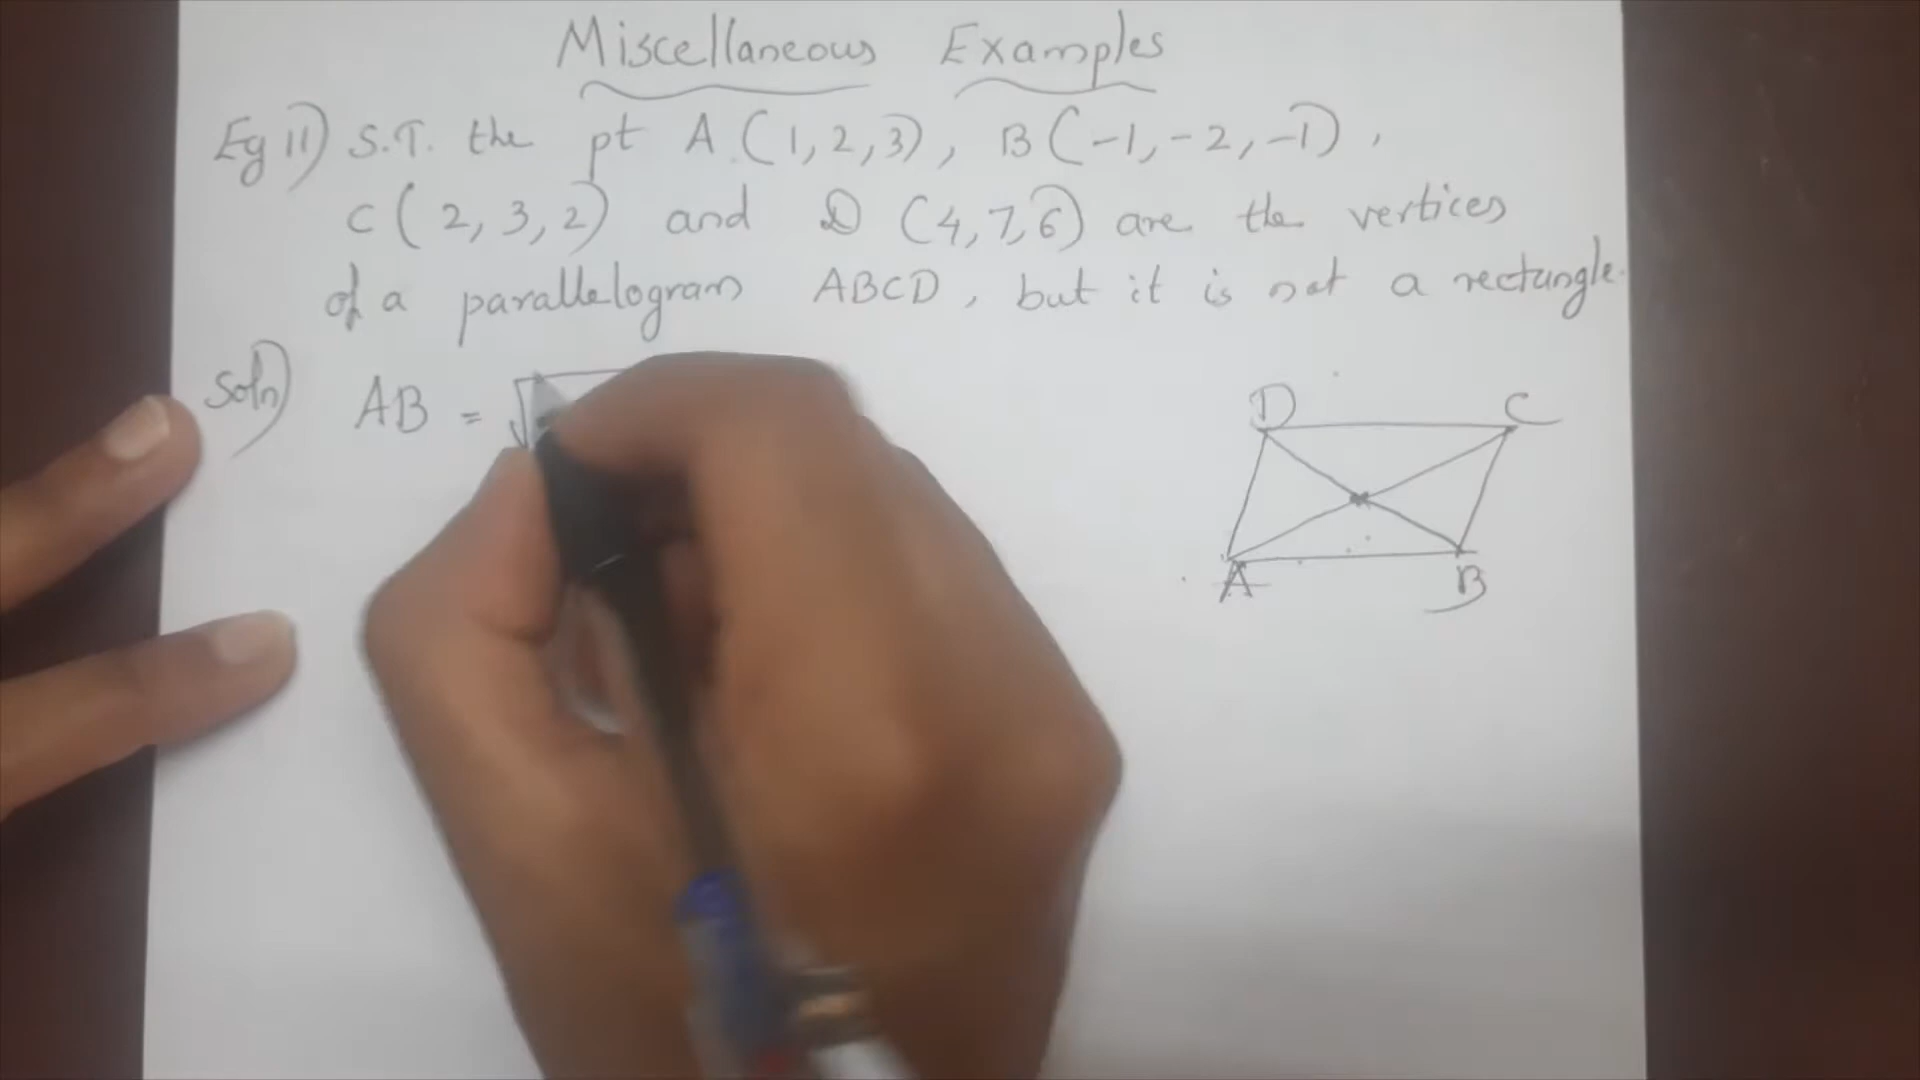 Miscellaneous Examples
Eg 11) S.T. the pt A (1,2,3), B(-1,-2,-1),
C(2,3,2) and D (4,7,6) are the vertices
of a parallelogram ABCD, but it is not a rectangle.
Soln) AB = √
D C
A B